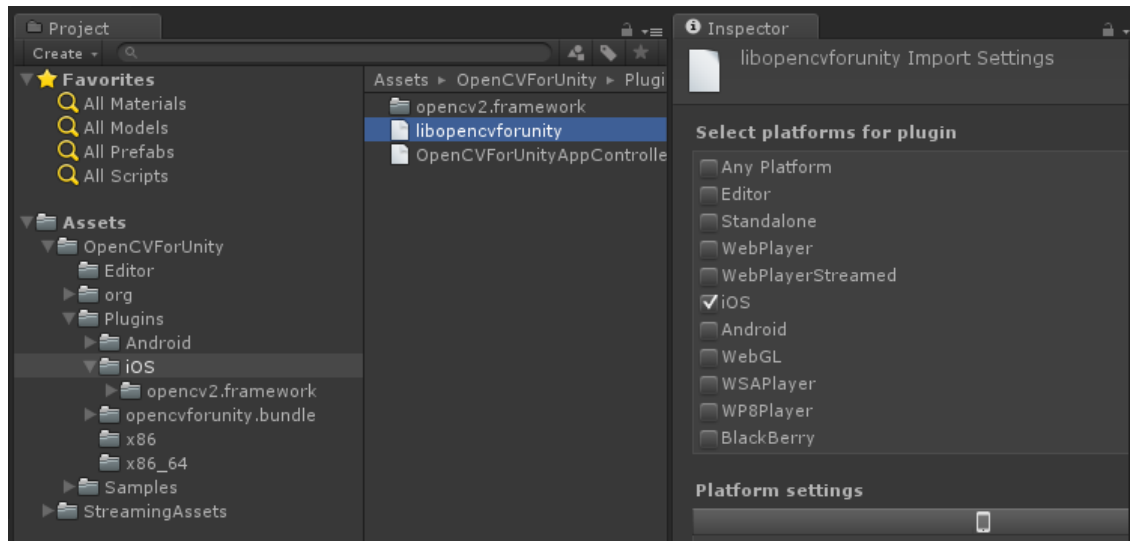 Project
Create
Favorites
All Materials
All Models
All Prefabs
All Scripts
Assets
OpenCVForUnity
Editor
org
Plugins
Android
iOS
opencv2.framework
opencvforunity.bundle
x86
x86_64
Samples
StreamingAssets
Assets ▸ OpenCVForUnity ▸ Plugi
opencv2.framework
libopencvforunity
OpenCVForUnityAppControlle
Inspector
libopencvforunity Import Settings
Select platforms for plugin
Any Platform
Editor
Standalone
WebPlayer
WebPlayerStreamed
iOS
Android
WebGL
WSAPlayer
WP8Player
BlackBerry
Platform settings